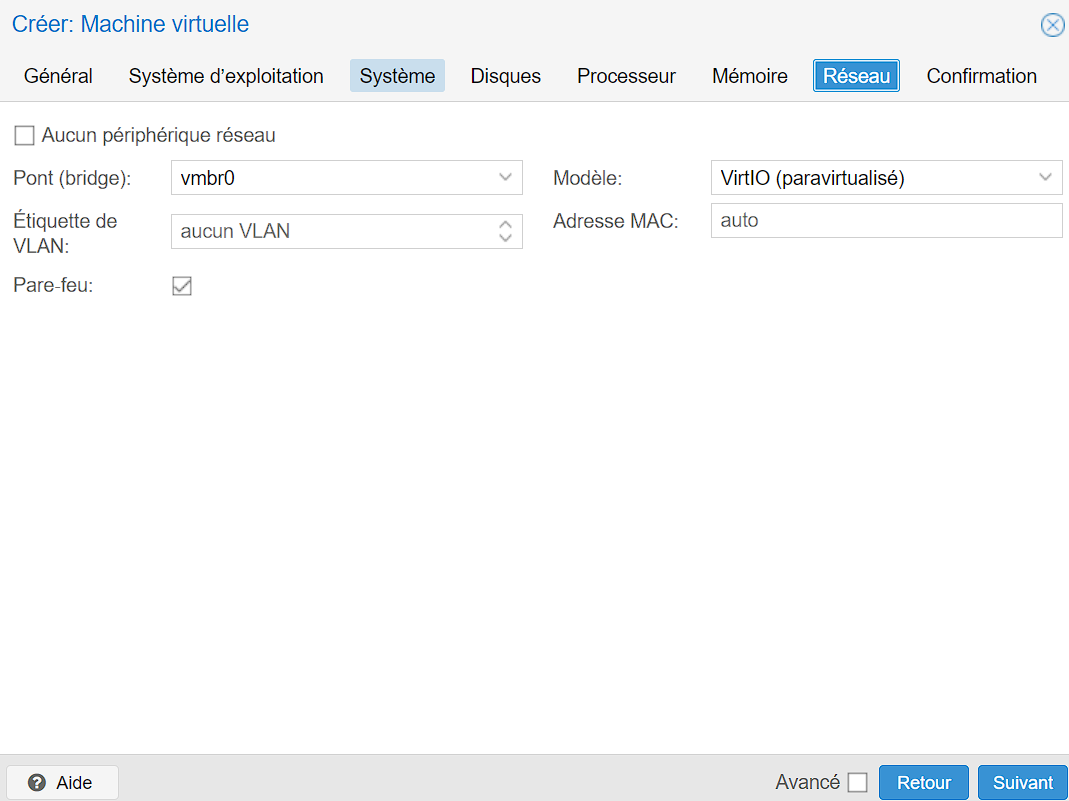 Créer: Machine virtuelle
Général Système d’exploitation Système Disques Processeur Mémoire Réseau Confirmation
Aucun périphérique réseau
Pont (bridge): vmbr0 Modèle: VirtIO (paravirtualisé)
Étiquette de
VLAN: aucun VLAN Adresse MAC: auto
Pare-feu:
Aide Avancé Retour Suivant